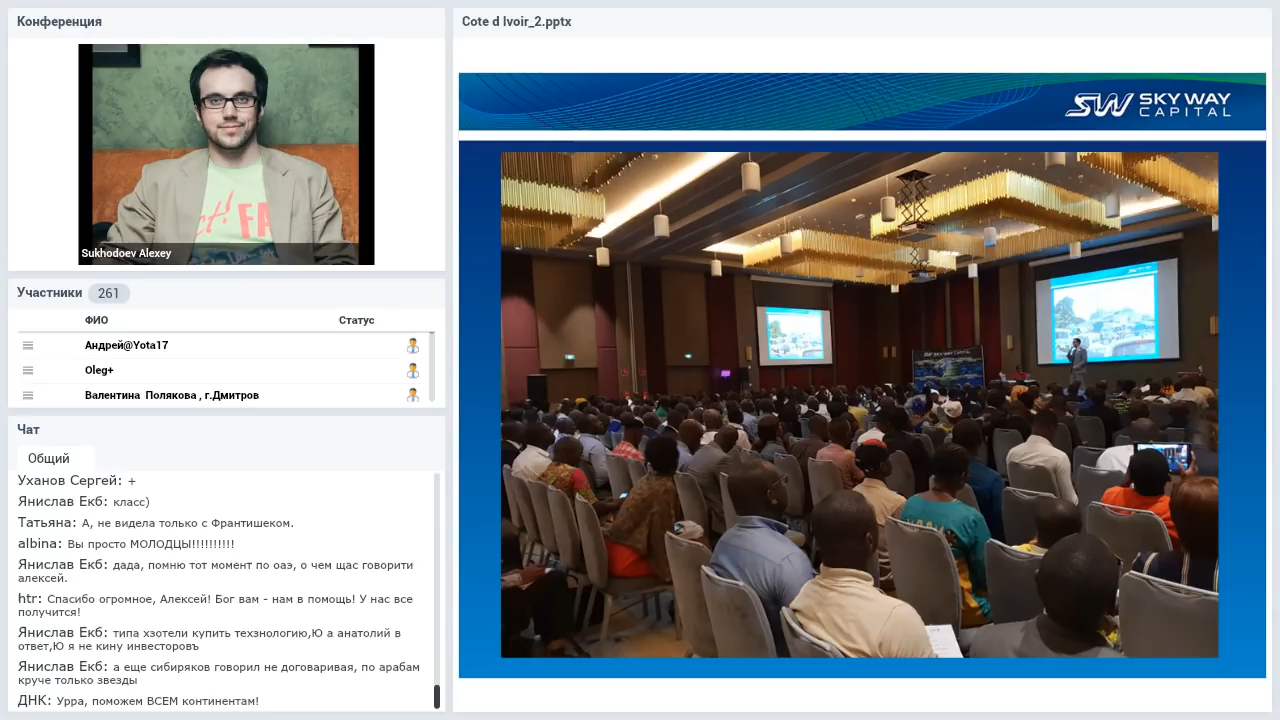 Конференция
Sukhodoev Alexey
Участники 261
ФИО Статус
Андрей@Yota17
Oleg+
Валентина Полякова , г.Дмитров
Чат
Общий
Уханов Сергей: +
Янислав Екб: класс)
Татьяна: А, не видела только с Франтишеком.
albina: Вы просто МОЛОДЦЫ!!!!!!!!!!
Янислав Екб: дада, помню тот момент по оаэ, о чем щас говорити
алексей.
htr: Спасибо огромное, Алексей! Бог вам - нам в помощь! У нас все
получится!
Янислав Екб: типа хзотели купить техзнологию,Ю а анатолий в
ответ,Ю я не кину инвесторовъ
Янислав Екб: а еще сибиряков говорил не договаривая, по арабам
круче только звезды
ДНК: Урра, поможем ВСЕМ континентам!
Cote d Ivoir_2.pptx
SW SKY WAY
CAPITAL